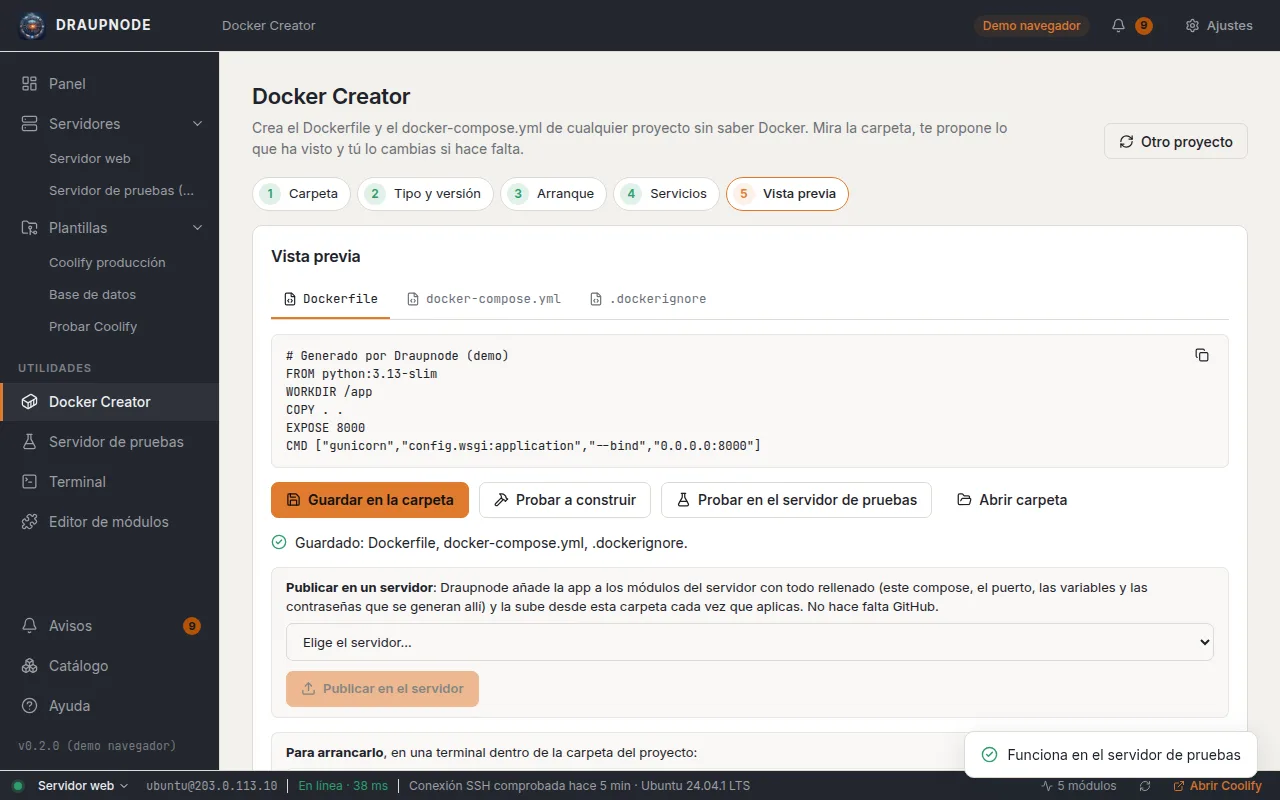 DRAUPNODE
Docker Creator
Demo navegador
9
Ajustes
Panel
Servidores
Servidor web
Servidor de pruebas (...
Plantillas
Coolify producción
Base de datos
Probar Coolify
UTILIDADES
Docker Creator
Servidor de pruebas
Terminal
Editor de módulos
Avisos
9
Catálogo
Ayuda
v0.2.0 (demo navegador)
Docker Creator
Crea el Dockerfile y el docker-compose.yml de cualquier proyecto sin saber Docker. Mira la carpeta, te propone lo
que ha visto y tú lo cambias si hace falta.
Otro proyecto
1 Carpeta
2 Tipo y versión
3 Arranque
4 Servicios
5 Vista previa
Vista previa
Dockerfile
docker-compose.yml
.dockerignore
# Generado por Draupnode (demo)
FROM python:3.13-slim
WORKDIR /app
COPY . .
EXPOSE 8000
CMD ["gunicorn","config.wsgi:application","--bind","0.0.0.0:8000"]
Guardar en la carpeta
Probar a construir
Probar en el servidor de pruebas
Abrir carpeta
Guardado: Dockerfile, docker-compose.yml, .dockerignore.
Publicar en un servidor: Draupnode añade la app a los módulos del servidor con todo rellenado (este compose, el puerto, las variables y las
contraseñas que se generan allí) y la sube desde esta carpeta cada vez que aplicas. No hace falta GitHub.
Elige el servidor...
Publicar en el servidor
Para arrancarlo, en una terminal dentro de la carpeta del proyecto:
Funciona en el servidor de pruebas
Servidor web
ubuntu@203.0.113.10
En línea · 38 ms
Conexión SSH comprobada hace 5 min · Ubuntu 24.04.1 LTS
5 módulos
Abrir Coolify